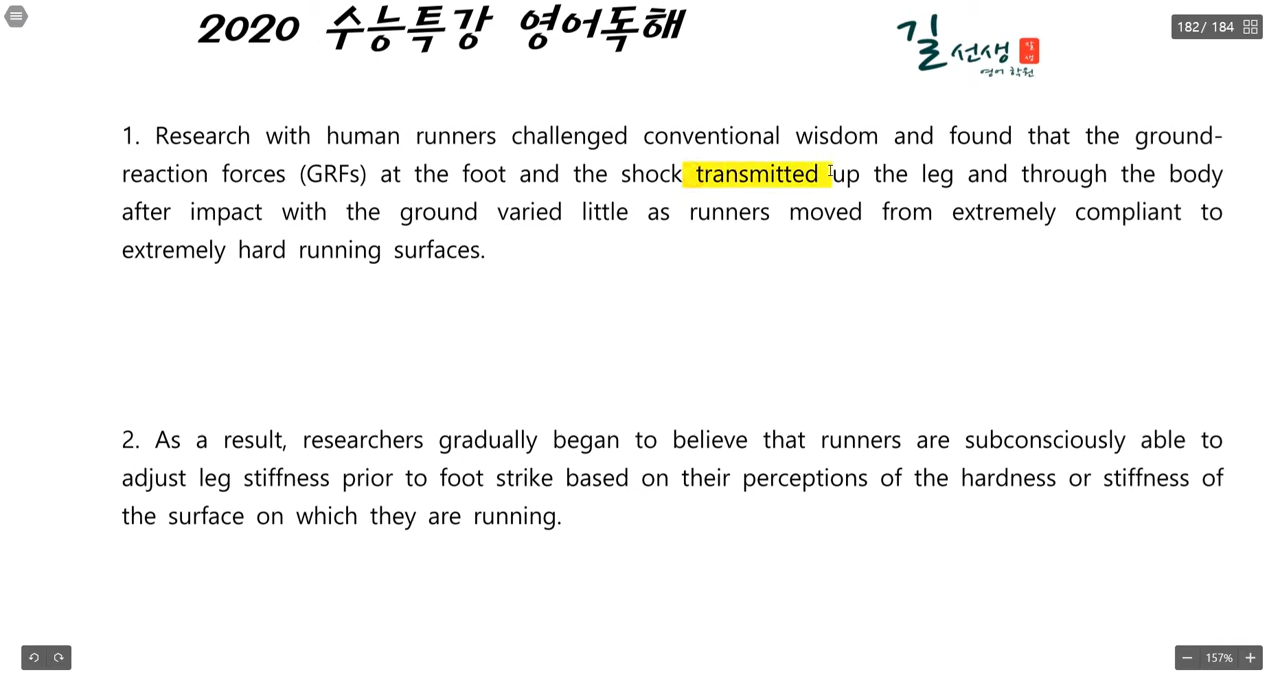 2020 수능특강 영어독해
길 선생
영어 학원
182/ 184
1. Research with human runners challenged conventional wisdom and found that the ground-
reaction forces (GRFs) at the foot and the shock transmitted up the leg and through the body
after impact with the ground varied little as runners moved from extremely compliant to
extremely hard running surfaces.
2. As a result, researchers gradually began to believe that runners are subconsciously able to
adjust leg stiffness prior to foot strike based on their perceptions of the hardness or stiffness of
the surface on which they are running.
157%